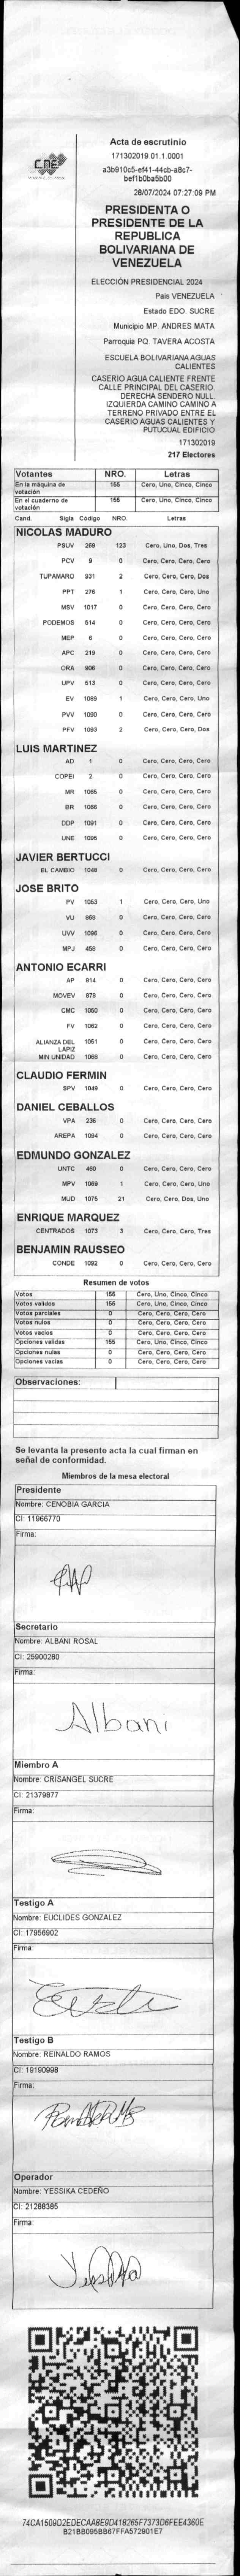 CNE
Acta de escrutinio
171302019.01.1.0001
a3b910c5-ef41-44cb-a8c7-
bef1b0ba5b00
28/07/2024 07:27:09 PM
PRESIDENTA O
PRESIDENTE DE LA
REPUBLICA
BOLIVARIANA DE
VENEZUELA
ELECCIÓN PRESIDENCIAL 2024
País VENEZUELA
Estado EDO. SUCRE
Municipio MP. ANDRES MATA
Parroquia PQ. TAVERA ACOSTA
ESCUELA BOLIVARIANA AGUAS
CALIENTES
CASERIO AGUA CALIENTE FRENTE
CALLE PRINCIPAL DEL CASERIO.
DERECHA SENDERO NULL.
IZQUIERDA CAMINO CAMINO A
TERRENO PRIVADO ENTRE EL
CASERIO AGUAS CALIENTES Y
PUTUCUAL EDIFICIO
171302019
217 Electores
Votantes NRO. Letras
En la máquina de votación 155 Cero, Uno, Cinco, Cinco
En el cuaderno de votación 155 Cero, Uno, Cinco, Cinco
Cand. Sigla Código NRO. Letras
NICOLAS MADURO
PSUV 269 123 Cero, Uno, Dos, Tres
PCV 9 0 Cero, Cero, Cero, Cero
TUPAMARO 931 2 Cero, Cero, Cero, Dos
PPT 276 1 Cero, Cero, Cero, Uno
MSV 1017 0 Cero, Cero, Cero, Cero
PODEMOS 514 0 Cero, Cero, Cero, Cero
MEP 6 0 Cero, Cero, Cero, Cero
APC 219 0 Cero, Cero, Cero, Cero
ORA 906 0 Cero, Cero, Cero, Cero
UPV 513 0 Cero, Cero, Cero, Cero
EV 1089 1 Cero, Cero, Cero, Uno
PVV 1090 0 Cero, Cero, Cero, Cero
PFV 1093 2 Cero, Cero, Cero, Dos
LUIS MARTINEZ
AD 1 0 Cero, Cero, Cero, Cero
COPEI 2 0 Cero, Cero, Cero, Cero
MR 1065 0 Cero, Cero, Cero, Cero
BR 1066 0 Cero, Cero, Cero, Cero
DDP 1091 0 Cero, Cero, Cero, Cero
UNE 1095 0 Cero, Cero, Cero, Cero
JAVIER BERTUCCI
EL CAMBIO 1046 0 Cero, Cero, Cero, Cero
JOSE BRITO
PV 1053 1 Cero, Cero, Cero, Uno
VU 968 0 Cero, Cero, Cero, Cero
UVV 1096 0 Cero, Cero, Cero, Cero
MPJ 458 0 Cero, Cero, Cero, Cero
ANTONIO ECARRI
AP 914 0 Cero, Cero, Cero, Cero
MOVEV 979 0 Cero, Cero, Cero, Cero
CMC 1050 0 Cero, Cero, Cero, Cero
FV 1062 0 Cero, Cero, Cero, Cero
ALIANZA DEL LAPIZ 1051 0 Cero, Cero, Cero, Cero
MIN UNIDAD 1068 0 Cero, Cero, Cero, Cero
CLAUDIO FERMIN
SPV 1049 0 Cero, Cero, Cero, Cero
DANIEL CEBALLOS
VPA 236 0 Cero, Cero, Cero, Cero
AREPA 1094 0 Cero, Cero, Cero, Cero
EDMUNDO GONZALEZ
UNTC 460 0 Cero, Cero, Cero, Cero
MPV 1069 1 Cero, Cero, Cero, Uno
MUD 1075 21 Cero, Cero, Dos, Uno
ENRIQUE MARQUEZ
CENTRADOS 1073 3 Cero, Cero, Cero, Tres
BENJAMIN RAUSSEO
CONDE 1092 0 Cero, Cero, Cero, Cero
Resumen de votos
Votos 155 Cero, Uno, Cinco, Cinco
Votos validos 155 Cero, Uno, Cinco, Cinco
Votos parciales 0 Cero, Cero, Cero, Cero
Votos nulos 0 Cero, Cero, Cero, Cero
Votos vacíos 0 Cero, Cero, Cero, Cero
Opciones validas 155 Cero, Uno, Cinco, Cinco
Opciones nulas 0 Cero, Cero, Cero, Cero
Opciones vacias 0 Cero, Cero, Cero, Cero
Observaciones:
Se levanta la presente acta la cual firman en
señal de conformidad.
Miembros de la mesa electoral
Presidente
Nombre: CENOBIA GARCIA
CI: 11966770
Firma:
Secretario
Nombre: ALBANI ROSAL
CI: 25900280
Firma:
Albani
Miembro A
Nombre: CRISANGEL SUCRE
CI: 21379877
Firma:
Testigo A
Nombre: EUCLIDES GONZALEZ
CI: 17956902
Firma:
Testigo B
Nombre: REINALDO RAMOS
CI: 19190998
Firma:
Operador
Nombre: YESSIKA CEDEÑO
CI: 21288385
Firma:
74CA1509D2EDECAA8E9D418265F7373D6FEE4360E
B21BB095BB67FFA572901E7